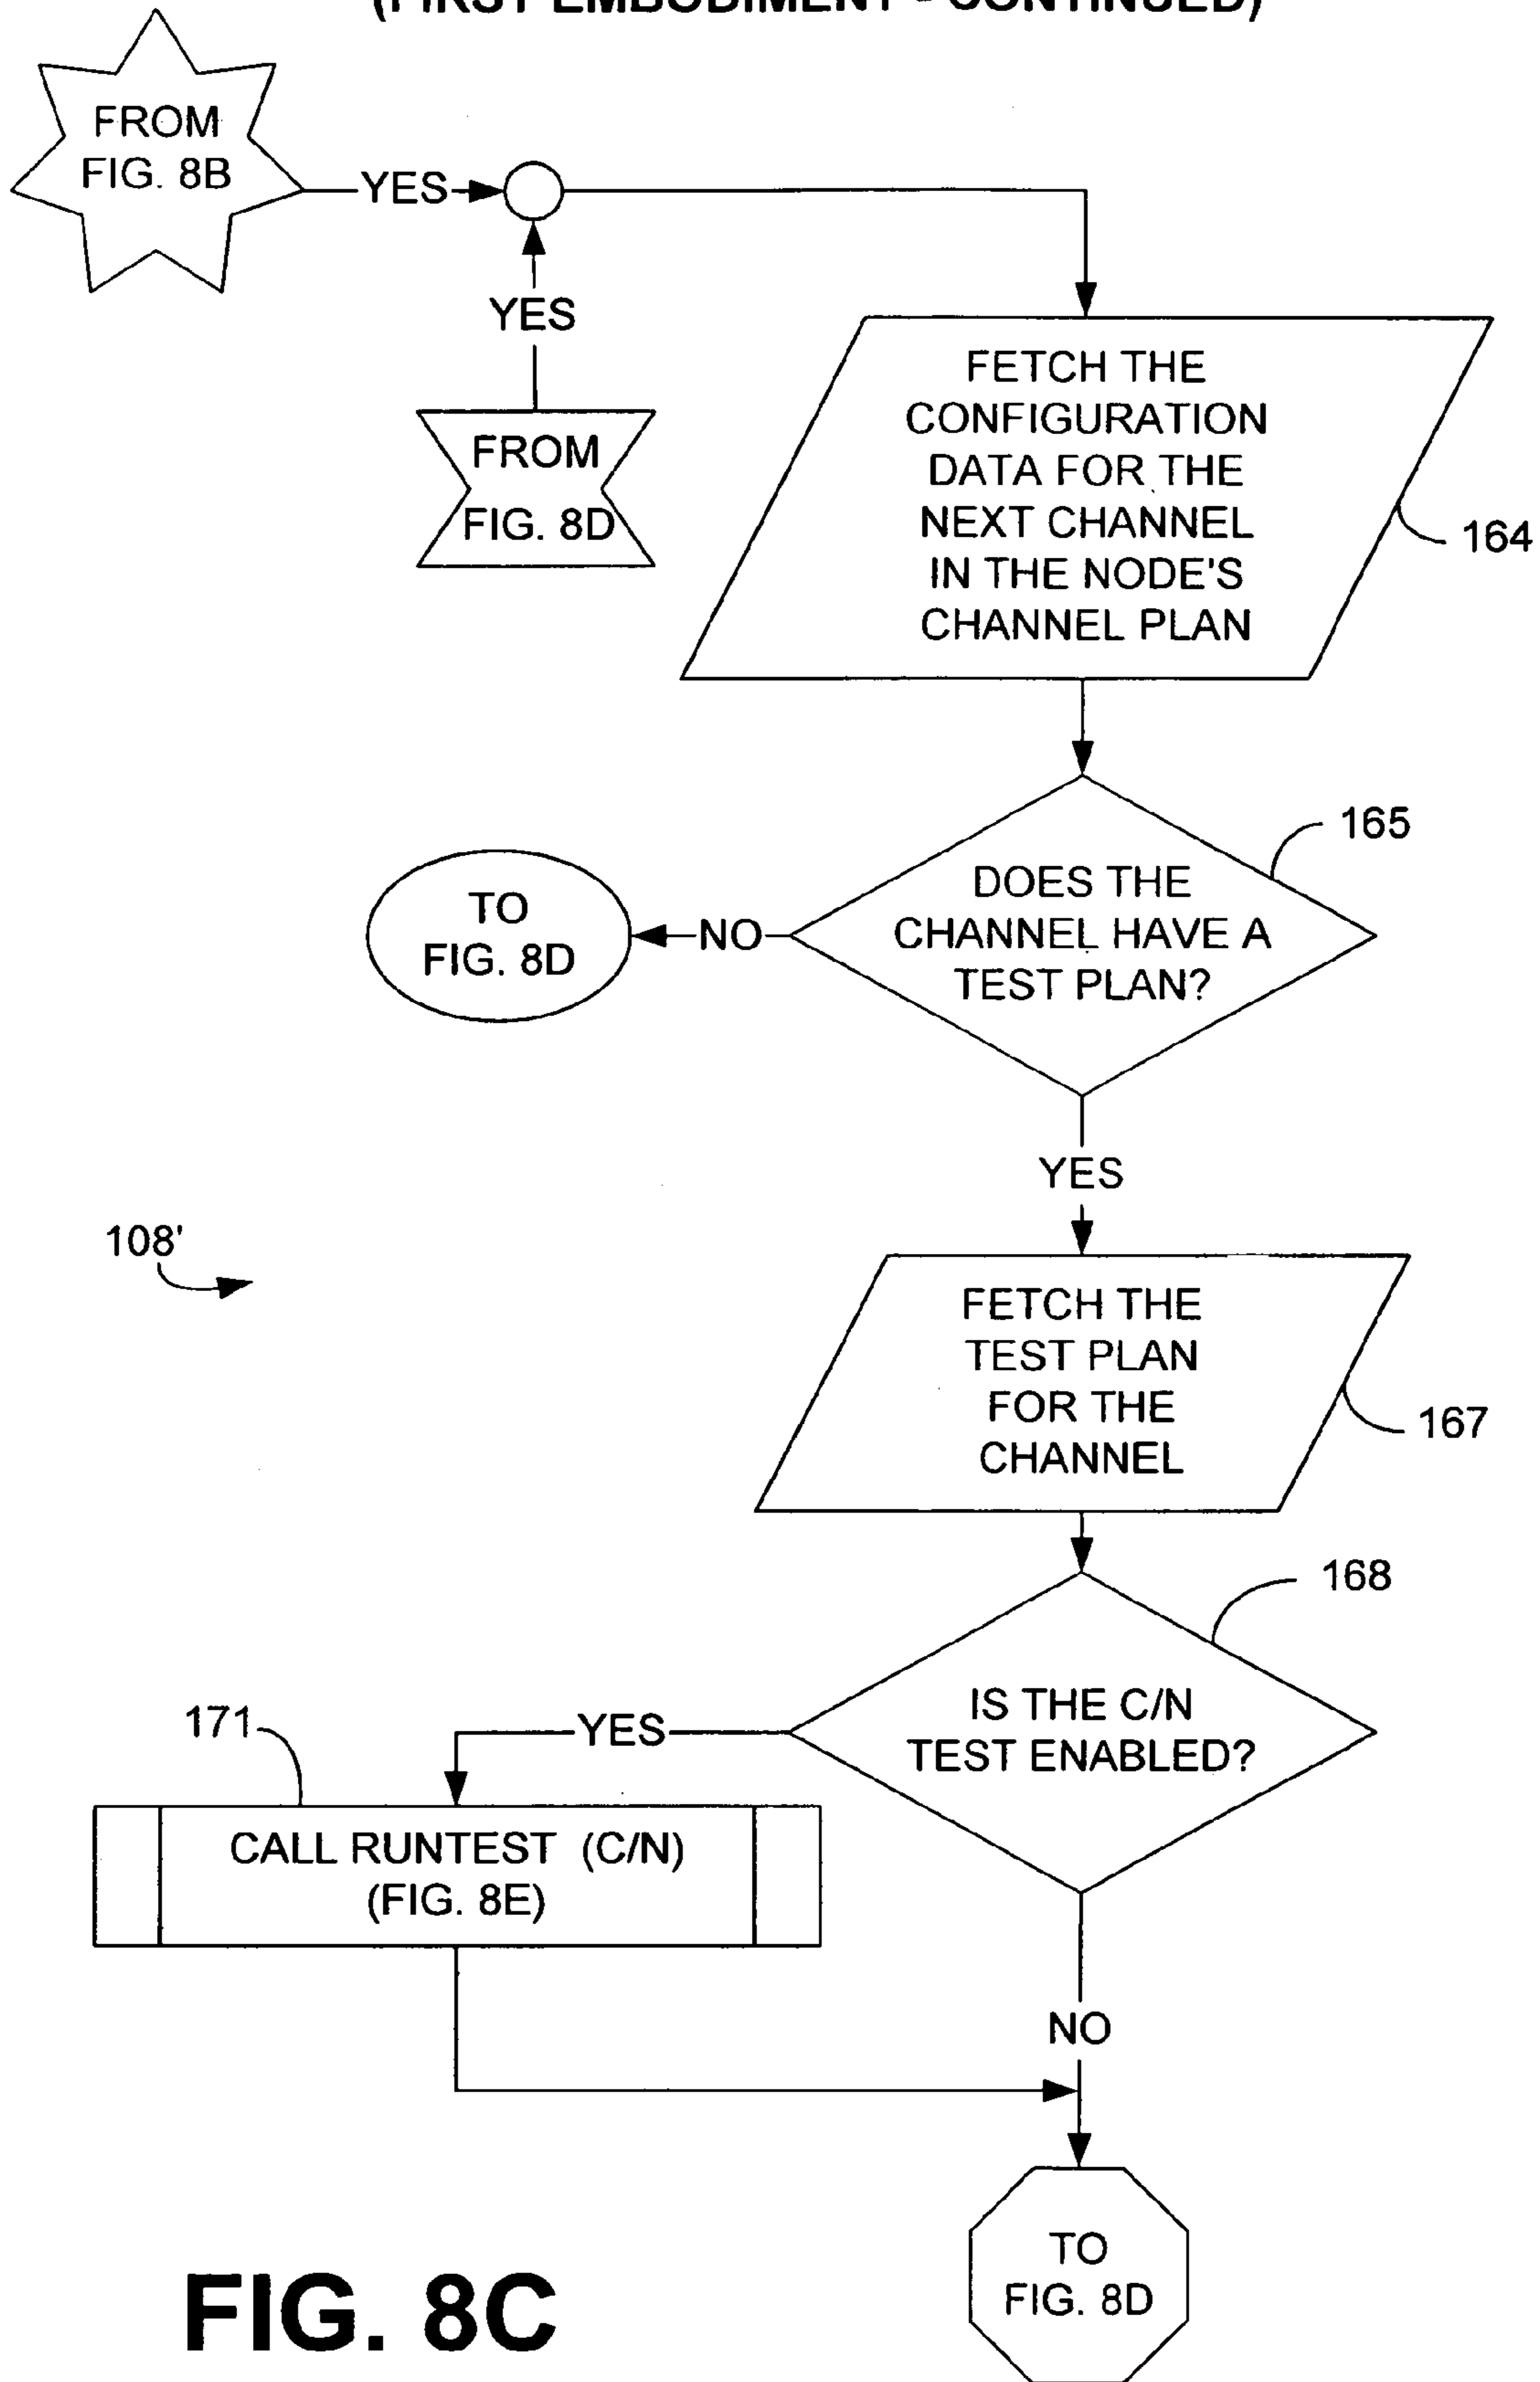 (FIRST EMBODIMENT - CONTINUED)
FROM
FIG. 8B
YES
YES
FROM
FIG. 8D
FETCH THE
CONFIGURATION
DATA FOR THE
NEXT CHANNEL
IN THE NODE'S
CHANNEL PLAN
164
165
DOES THE
CHANNEL HAVE A
TEST PLAN?
NO
TO
FIG. 8D
YES
108'
FETCH THE
TEST PLAN
FOR THE
CHANNEL
167
168
IS THE C/N
TEST ENABLED?
YES
171
CALL RUNTEST (C/N)
(FIG. 8E)
NO
TO
FIG. 8D
FIG. 8C